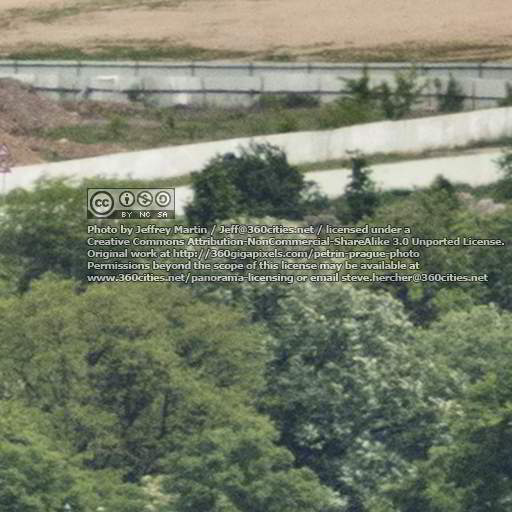 cc
BY NC SA
Photo by Jeffrey Martin / Jeff@360cities.net / licensed under a
Creative Commons Attribution-NonCommercial-ShareAlike 3.0 Unported License.
Original work at http://360gigapixels.com/petrin-prague-photo
Permissions beyond the scope of this license may be available at
www.360cities.net/panorama-licensing or email steve.hercher@360cities.net